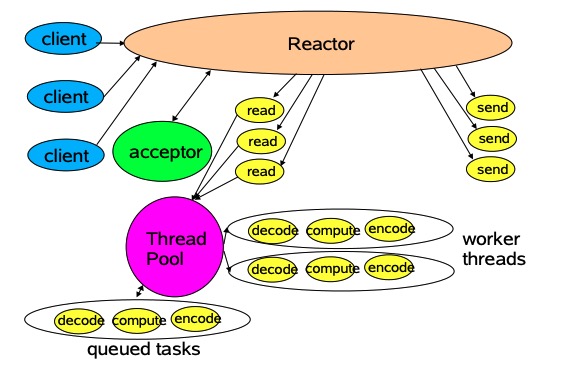 client
Reactor
client
client
acceptor
read
read
read
send
send
send
Thread
Pool
decode compute encode
decode compute encode
worker
threads
decode compute encode
queued tasks